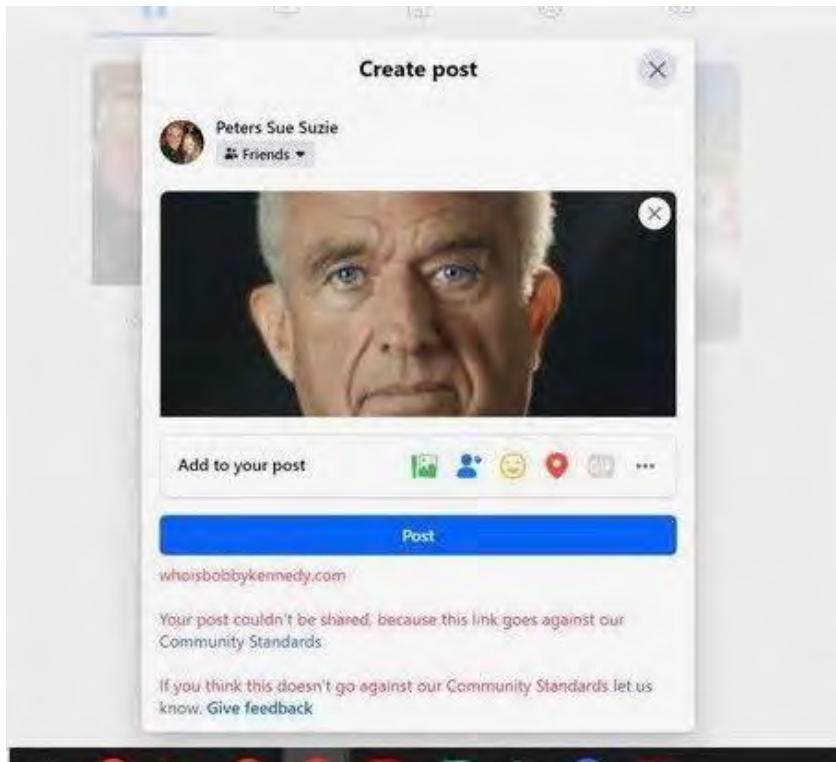 Create post
Peters Sue Suzie
Friends
Add to your post
Post
whoisbobbykennedy.com
Your post couldn't be shared, because this link goes against our
Community Standards
If you think this doesn't go against our Community Standards let us
know. Give feedback